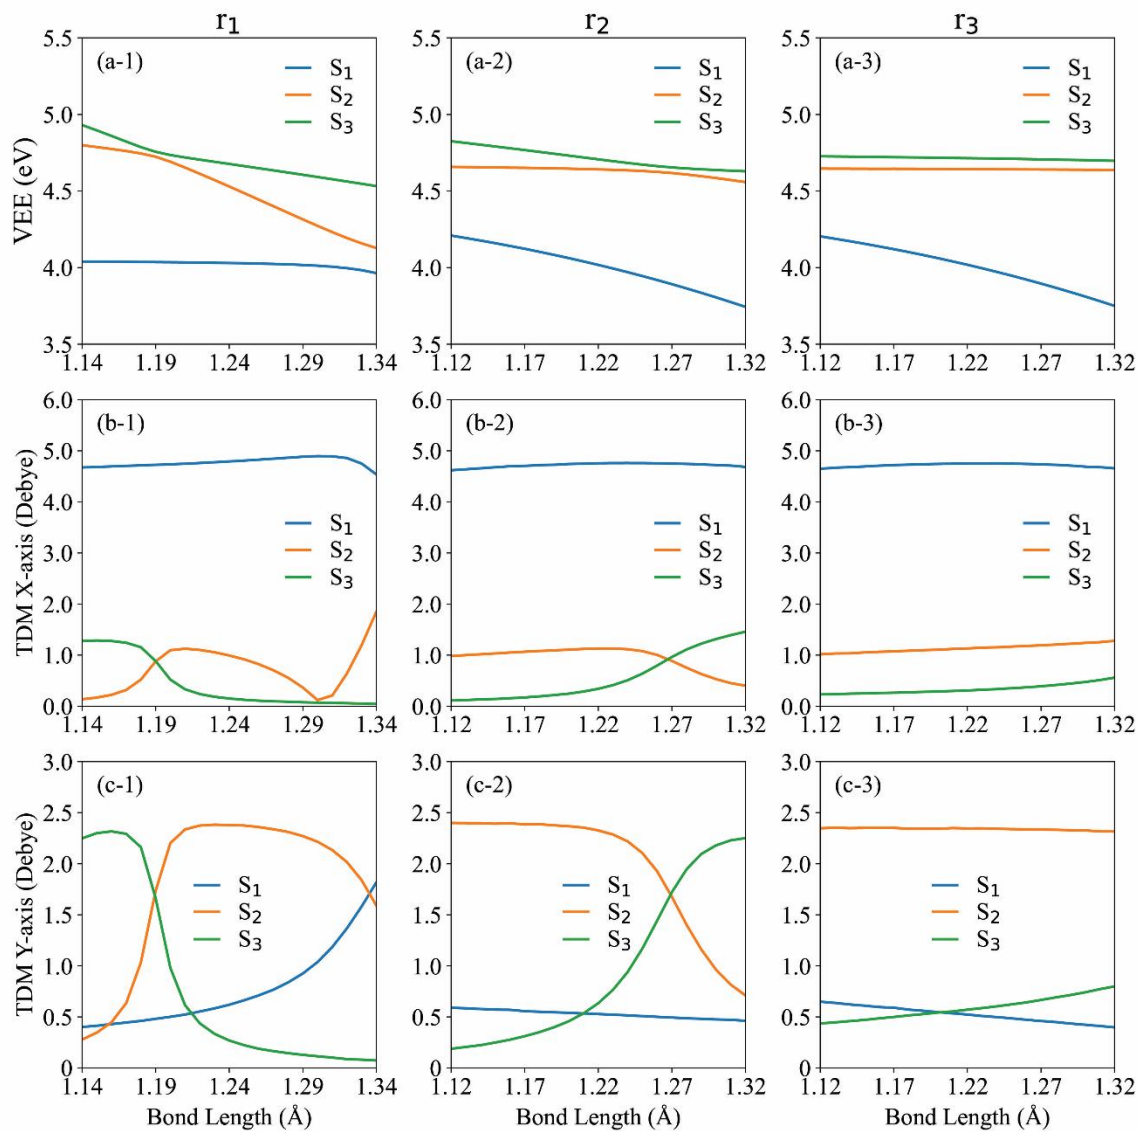 r₁ r₂ r₃
(a-1) (a-2) (a-3)
VEE (eV)
5.5
5.0
4.5
4.0
3.5
S₁
S₂
S₃
1.14 1.19 1.24 1.29 1.34
5.5
5.0
4.5
4.0
3.5
S₁
S₂
S₃
1.12 1.17 1.22 1.27 1.32
5.5
5.0
4.5
4.0
3.5
S₁
S₂
S₃
1.12 1.17 1.22 1.27 1.32
(b-1) (b-2) (b-3)
TDM X-axis (Debye)
6.0
5.0
4.0
3.0
2.0
1.0
0.0
S₁
S₂
S₃
1.14 1.19 1.24 1.29 1.34
6.0
5.0
4.0
3.0
2.0
1.0
0.0
S₁
S₂
S₃
1.12 1.17 1.22 1.27 1.32
6.0
5.0
4.0
3.0
2.0
1.0
0.0
S₁
S₂
S₃
1.12 1.17 1.22 1.27 1.32
(c-1) (c-2) (c-3)
TDM Y-axis (Debye)
3.0
2.5
2.0
1.5
1.0
0.5
0
S₁
S₂
S₃
1.14 1.19 1.24 1.29 1.34
Bond Length (Å)
3.0
2.5
2.0
1.5
1.0
0.5
0
S₁
S₂
S₃
1.12 1.17 1.22 1.27 1.32
Bond Length (Å)
3.0
2.5
2.0
1.5
1.0
0.5
0
S₁
S₂
S₃
1.12 1.17 1.22 1.27 1.32
Bond Length (Å)